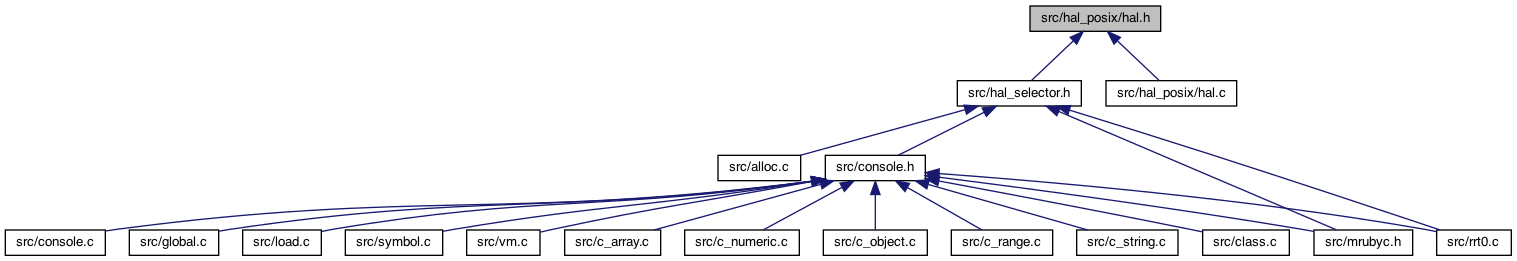 src/hal_posix/hal.h
src/hal_selector.h
src/hal_posix/hal.c
src/alloc.c
src/console.h
src/console.c
src/global.c
src/load.c
src/symbol.c
src/vm.c
src/c_array.c
src/c_numeric.c
src/c_object.c
src/c_range.c
src/c_string.c
src/class.c
src/mrubyc.h
src/rrt0.c